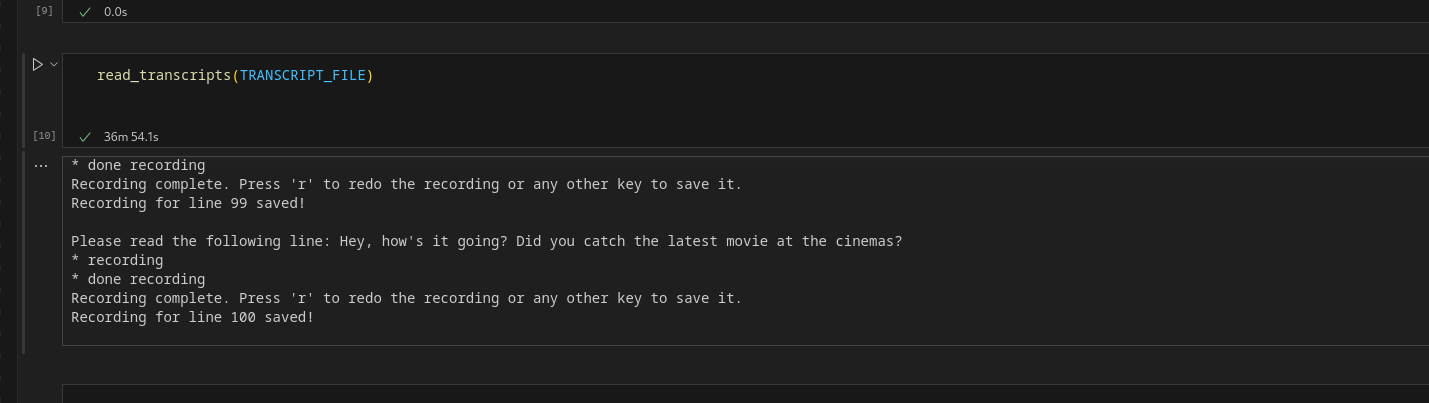 [9]
0.0s
read_transcripts(TRANSCRIPT_FILE)
[10]
36m 54.1s
* done recording
Recording complete. Press 'r' to redo the recording or any other key to save it.
Recording for line 99 saved!
Please read the following line: Hey, how's it going? Did you catch the latest movie at the cinemas?
* recording
* done recording
Recording complete. Press 'r' to redo the recording or any other key to save it.
Recording for line 100 saved!